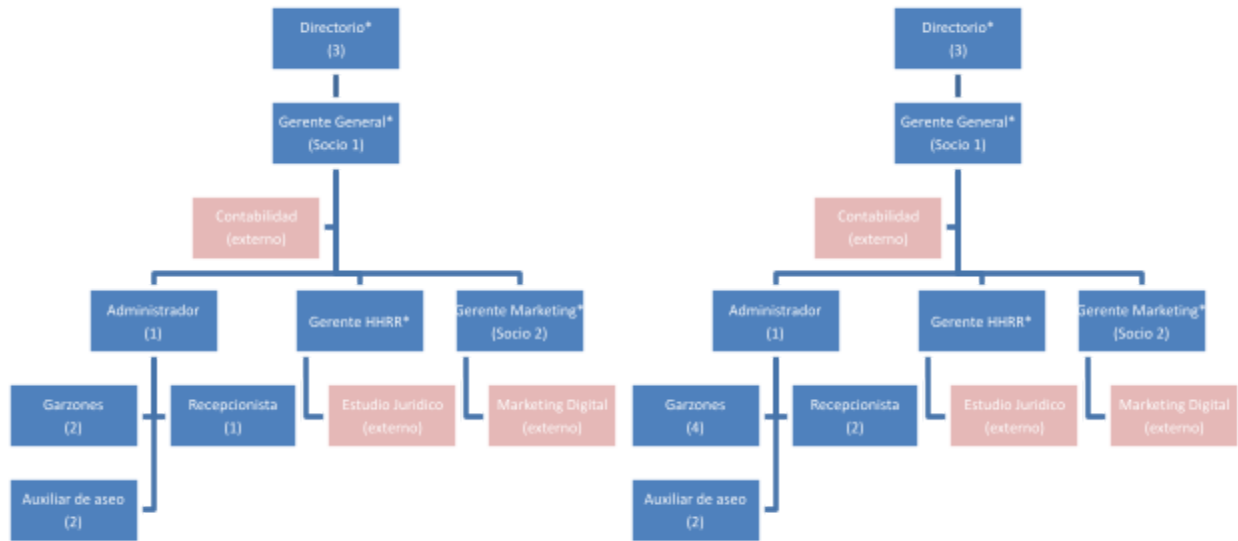 Directorio*
(3)
Gerente General*
(Socio 1)
Contabilidad
(externo)
Administrador
(1)
Gerente HHRR*
Gerente Marketing*
(Socio 2)
Garzones
(2)
Recepcionista
(1)
Estudio Juridico
(externo)
Marketing Digital
(externo)
Auxiliar de aseo
(2)
Directorio*
(3)
Gerente General*
(Socio 1)
Contabilidad
(externo)
Administrador
(1)
Gerente HHRR*
Gerente Marketing*
(Socio 2)
Garzones
(4)
Recepcionista
(2)
Estudio Juridico
(externo)
Marketing Digital
(externo)
Auxiliar de aseo
(2)